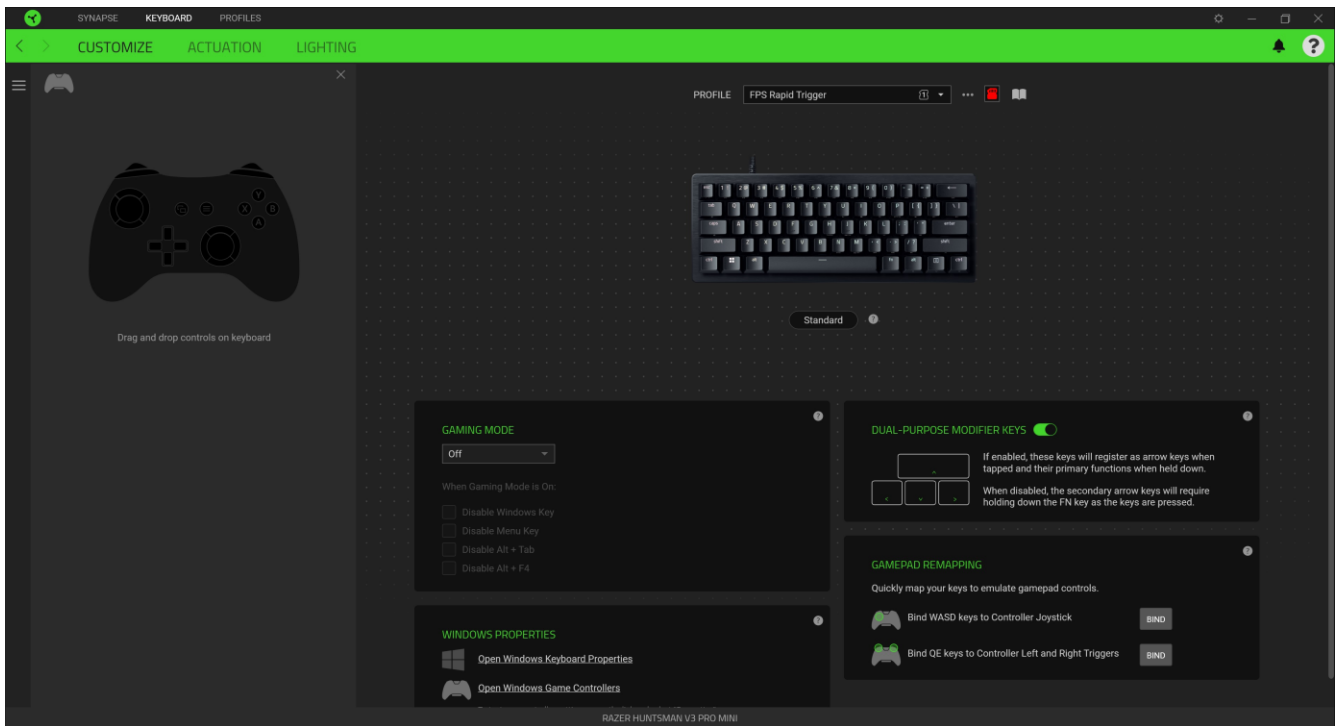 SYNAPSE KEYBOARD PROFILES
CUSTOMIZE ACTUATION LIGHTING
?
PROFILE FPS Rapid Trigger 1
Y
X B
A
Drag and drop controls on keyboard
Standard ?
GAMING MODE
Off
When Gaming Mode is On:
Disable Windows Key
Disable Menu Key
Disable Alt + Tab
Disable Alt + F4
DUAL-PURPOSE MODIFIER KEYS
If enabled, these keys will register as arrow keys when
tapped and their primary functions when held down.
When disabled, the secondary arrow keys will require
holding down the FN key as the keys are pressed.
GAMEPAD REMAPPING
Quickly map your keys to emulate gamepad controls.
Bind WASD keys to Controller Joystick BIND
Bind QE keys to Controller Left and Right Triggers BIND
WINDOWS PROPERTIES
Open Windows Keyboard Properties
Open Windows Game Controllers
RAZER HUNTSMAN V3 PRO MINI